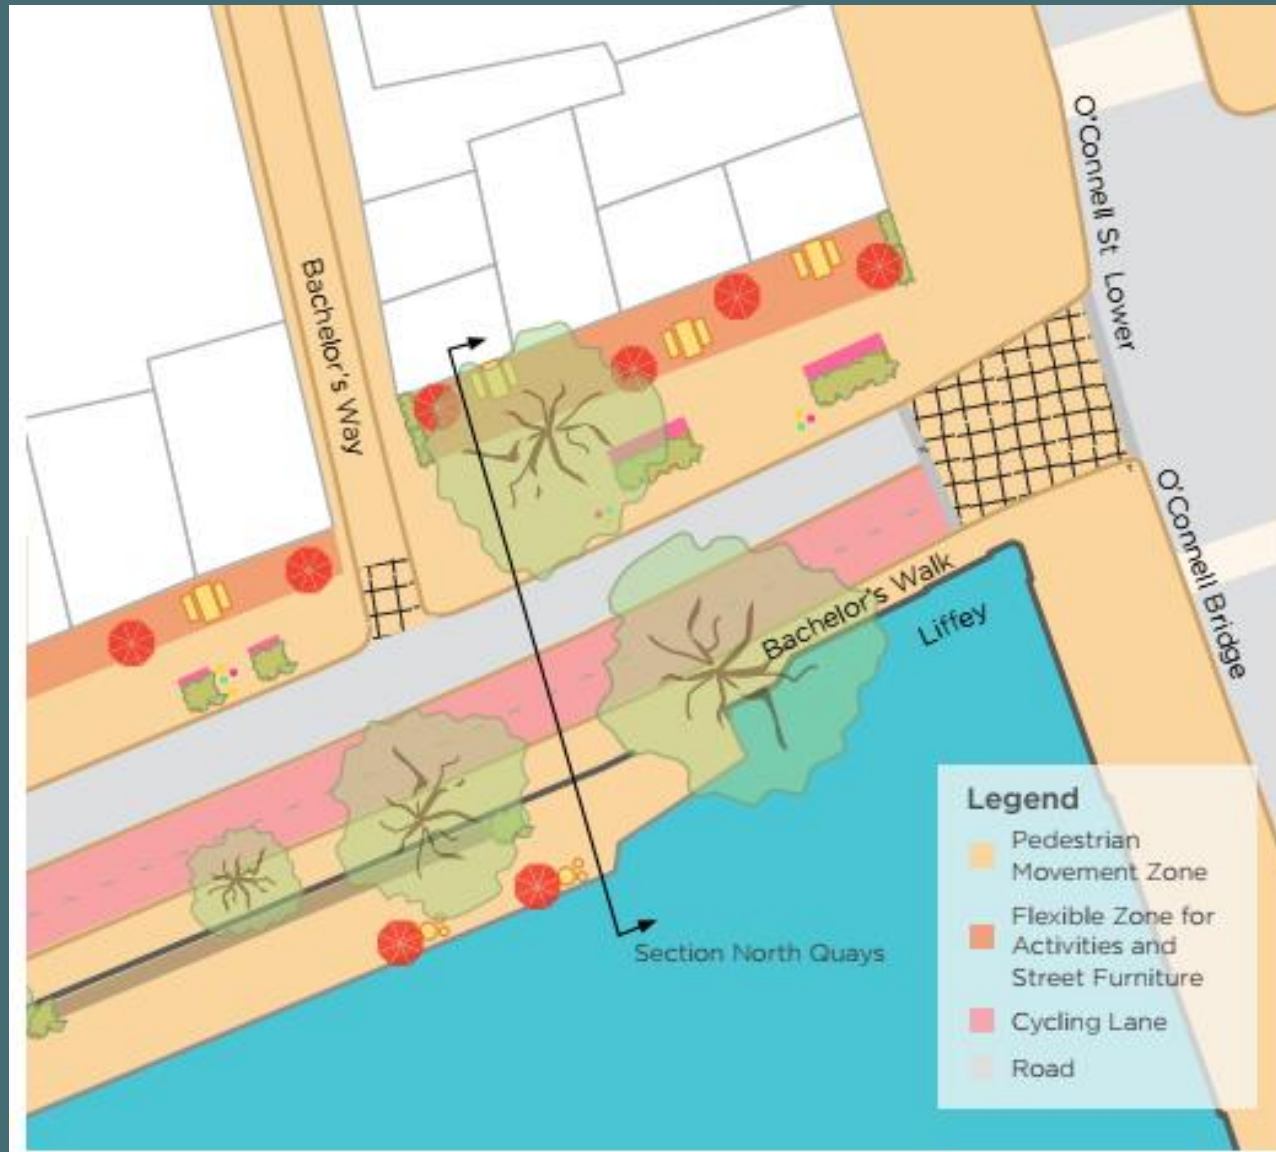 O'Connell St Lower
Bachelor's Way
O'Connell Bridge
Bachelor's Walk
Liffey
Section North Quays
Legend
Pedestrian
Movement Zone
Flexible Zone for
Activities and
Street Furniture
Cycling Lane
Road